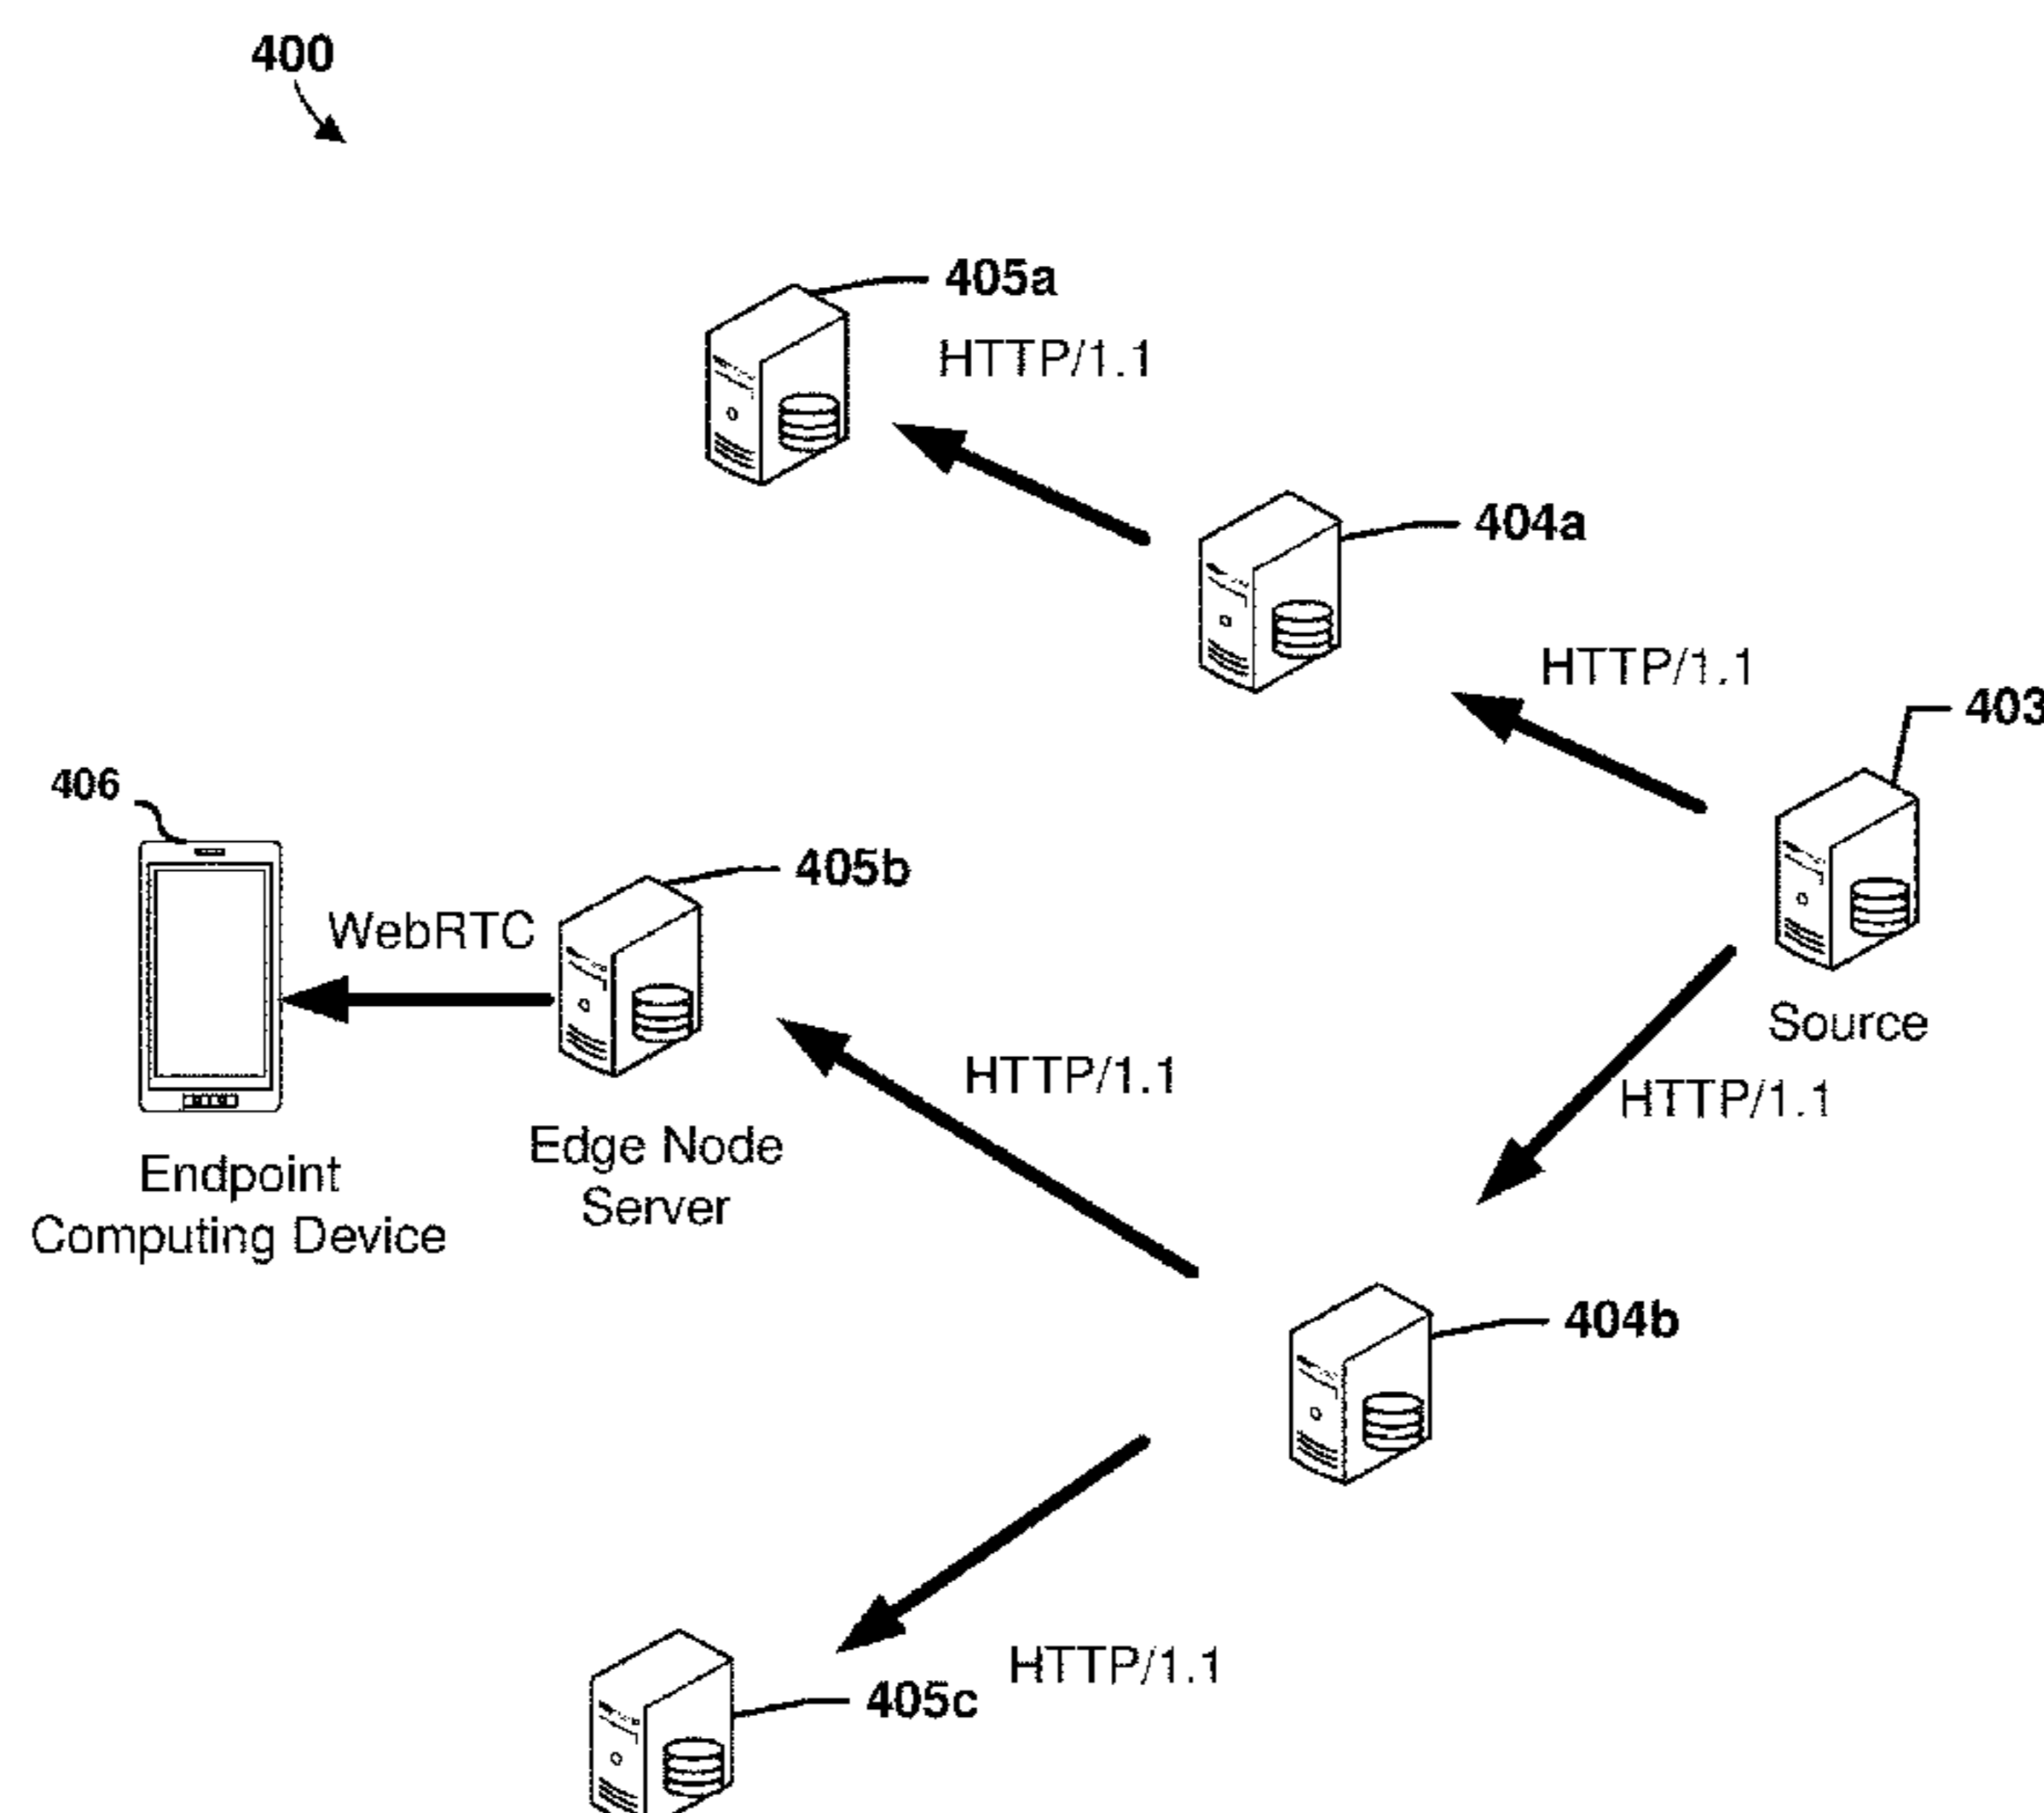 400
405a
HTTP/1.1
404a
HTTP/1.1
403
406
405b
WebRTC
Source
HTTP/1.1
HTTP/1.1
Edge Node
Server
Endpoint
Computing Device
404b
HTTP/1.1
405c